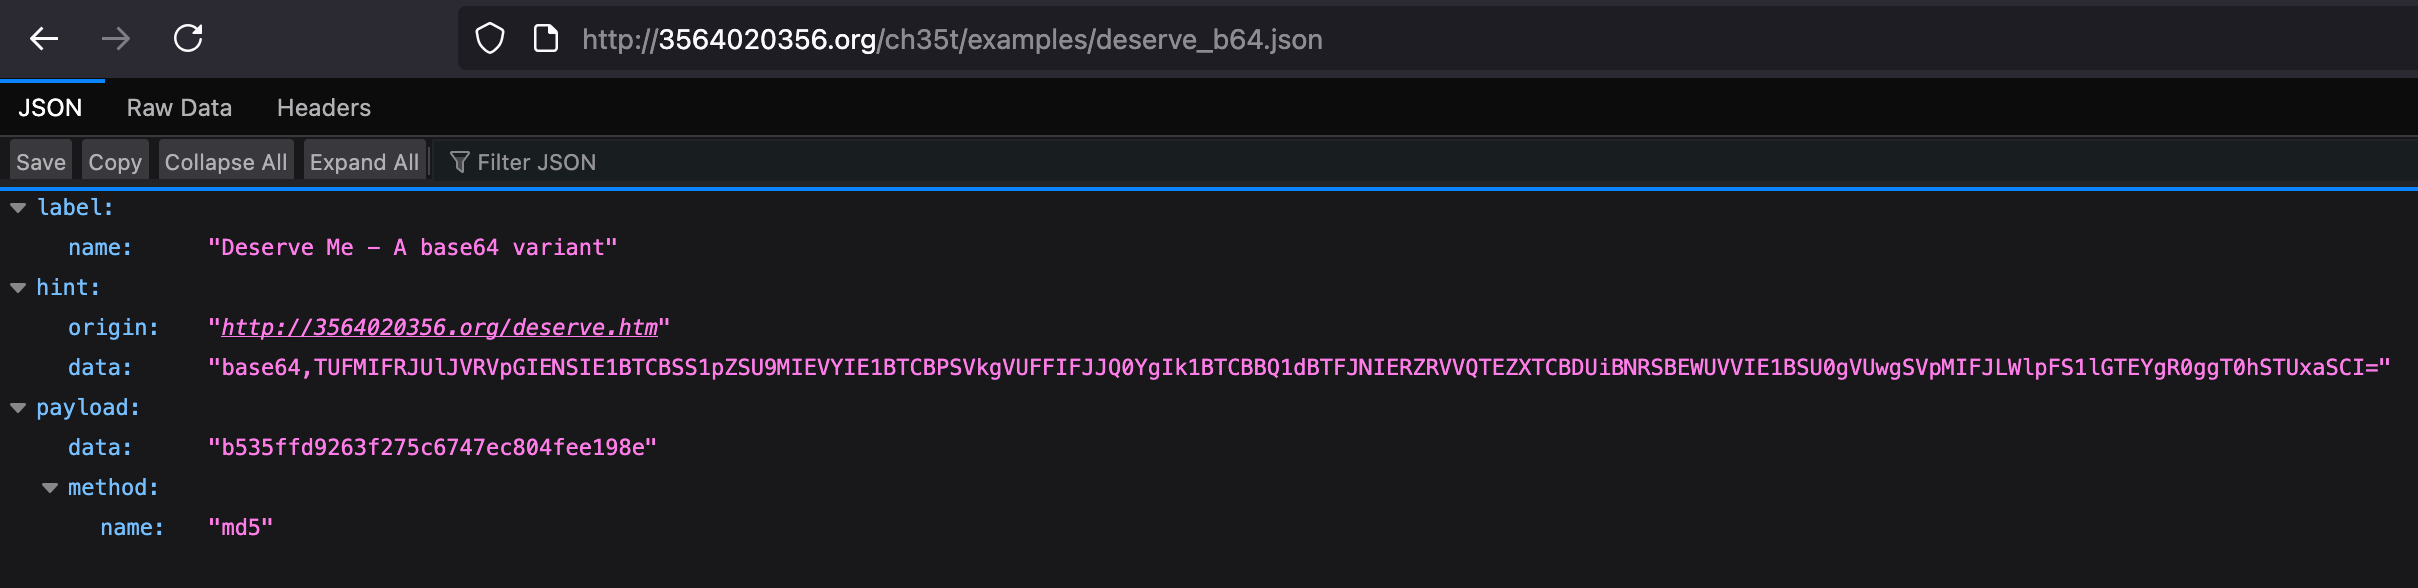 http://3564020356.org/ch35t/examples/deserve_b64.json
JSON Raw Data Headers
Save Copy Collapse All Expand All Filter JSON
label:
name: "Deserve Me – A base64 variant"
hint:
origin: "http://3564020356.org/deserve.htm"
data: "base64,TUFMIFRJUlJVRVpGIENSIE1BTCBSS1pZSU9MIEVYIE1BTCBPSVkgVUFFIFJJQ0YgIk1BTCBBQ1dBTFJNIERZRVVQTEZXTCBDUiBNRSBEWUVVIE1BSU0gVUwgSVpMIFJLWlpFS1lGTEYgR0ggT0hSTUxaSCI="
payload:
data: "b535ffd9263f275c6747ec804fee198e"
method:
name: "md5"